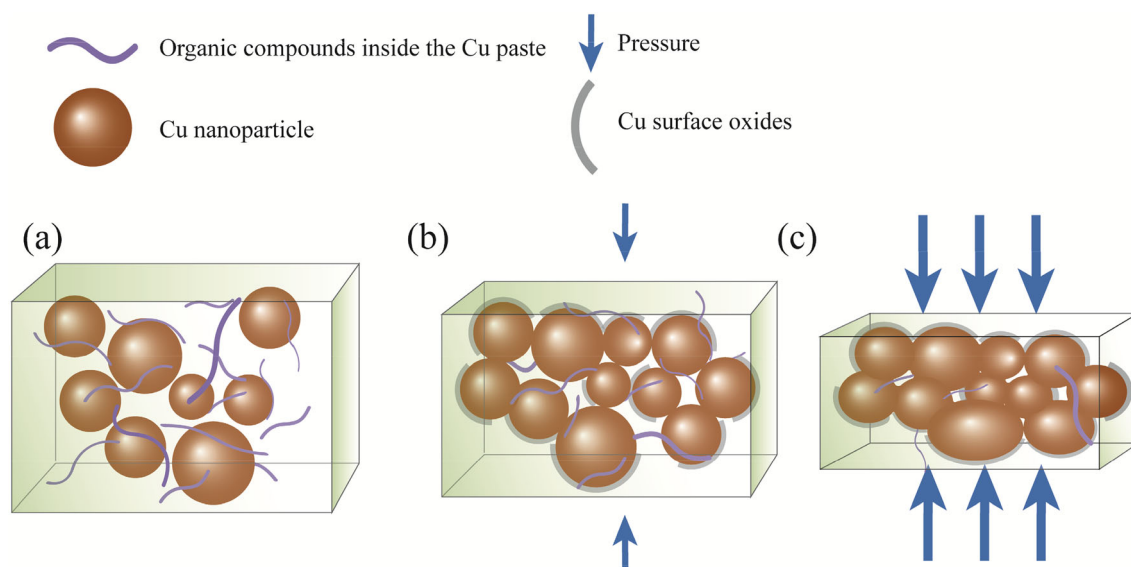 Organic compounds inside the Cu paste
Pressure
Cu nanoparticle
Cu surface oxides
(a)
(b)
(c)